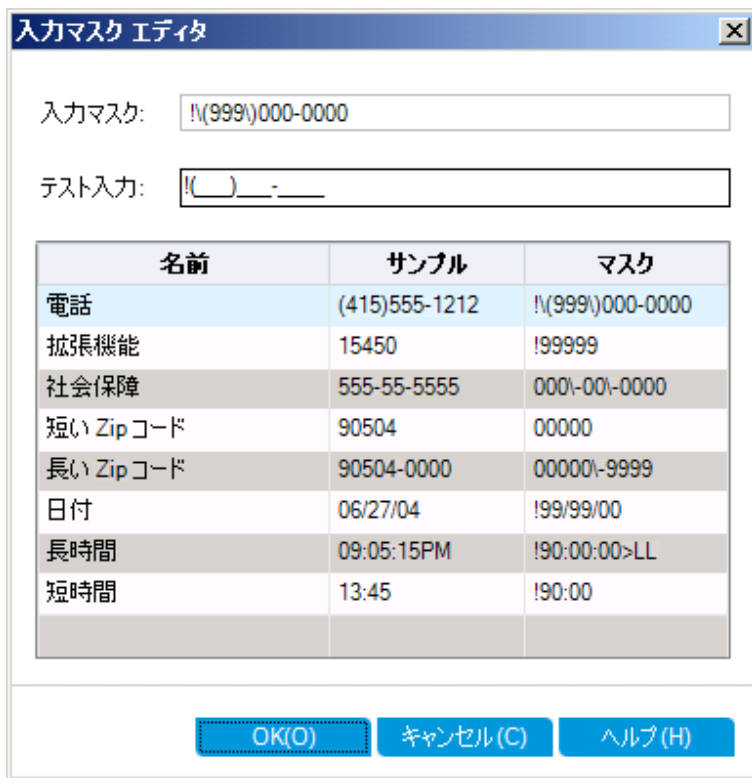 入力マスク エディタ
入力マスク: !\(999\)000-0000
テスト入力: !(___)___-____
名前 サンプル マスク
電話 (415)555-1212 !\(999\)000-0000
拡張機能 15450 !99999
社会保障 555-55-5555 000\-00\-0000
短い Zip コード 90504 00000
長い Zip コード 90504-0000 00000\-9999
日付 06/27/04 !99/99/00
長時間 09:05:15PM !90:00:00>LL
短時間 13:45 !90:00
OK(O) キャンセル(C) ヘルプ(H)